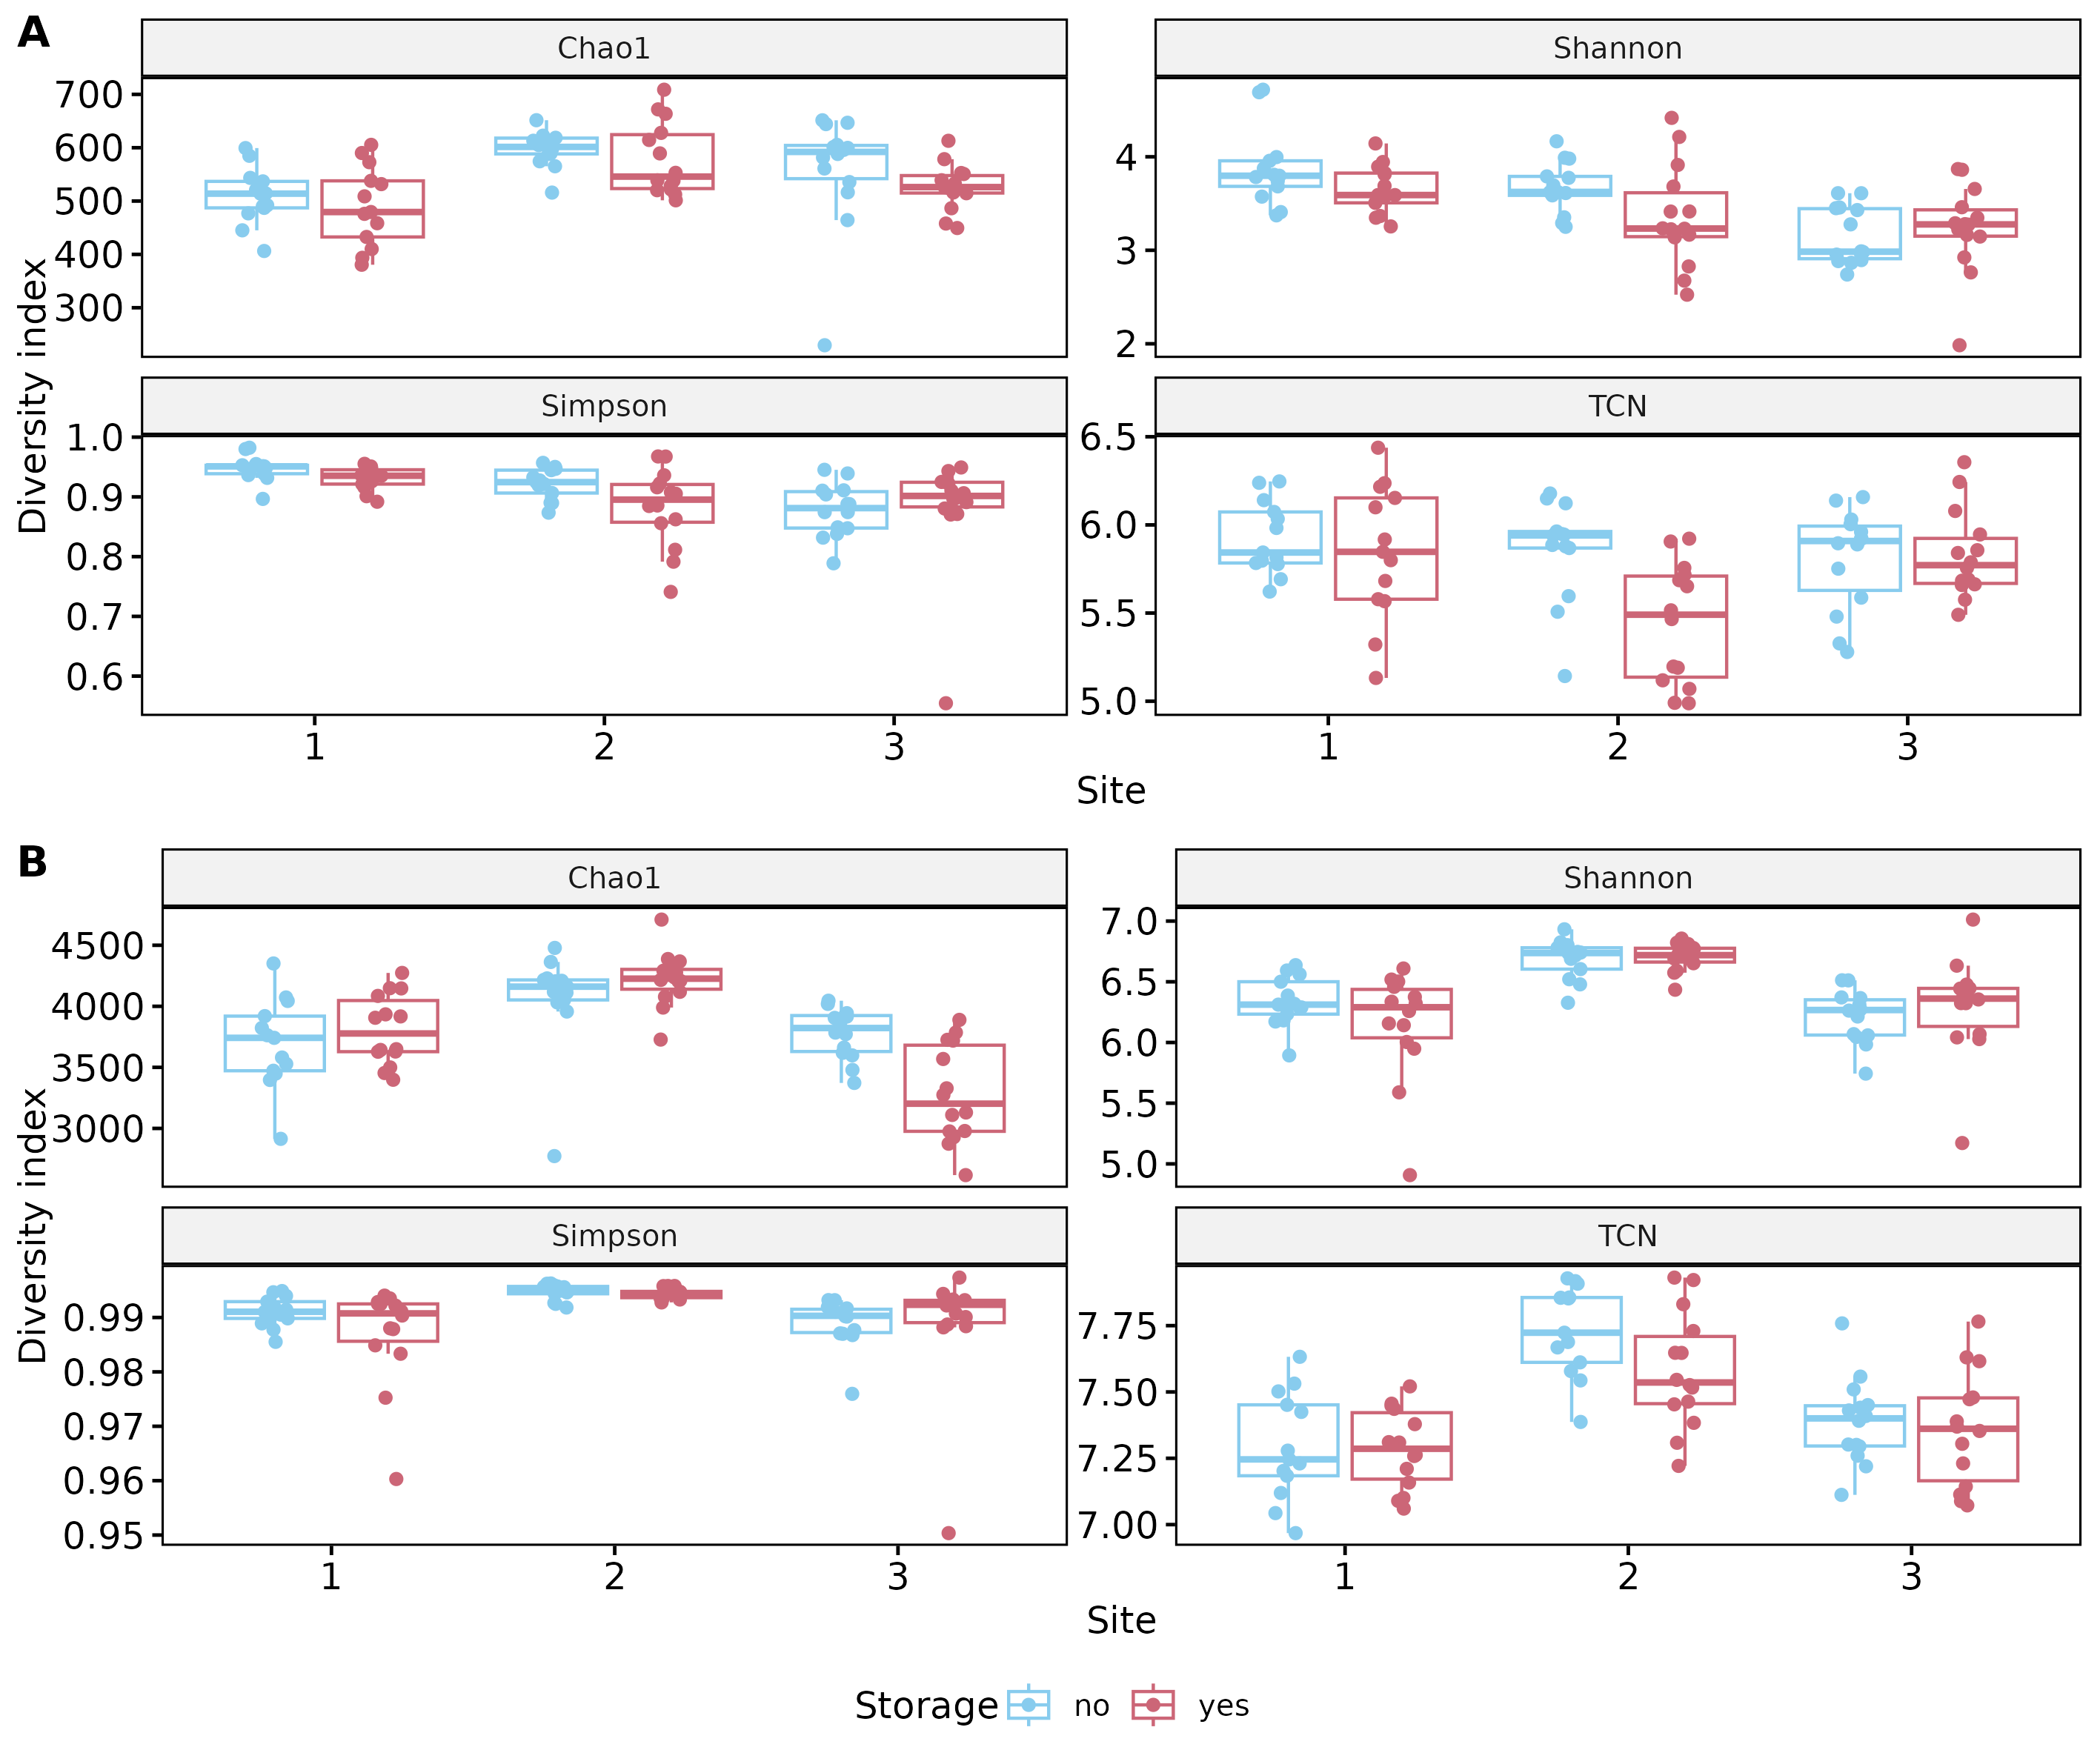 A
Chao1
Shannon
700
600
500
400
300
4
3
2
Diversity index
Simpson
TCN
1.0
0.9
0.8
0.7
0.6
6.5
6.0
5.5
5.0
1 2 3
1 2 3
Site
B
Chao1
Shannon
4500
4000
3500
3000
7.0
6.5
6.0
5.5
5.0
Diversity index
Simpson
TCN
0.99
0.98
0.97
0.96
0.95
7.75
7.50
7.25
7.00
1 2 3
1 2 3
Site
Storage no yes